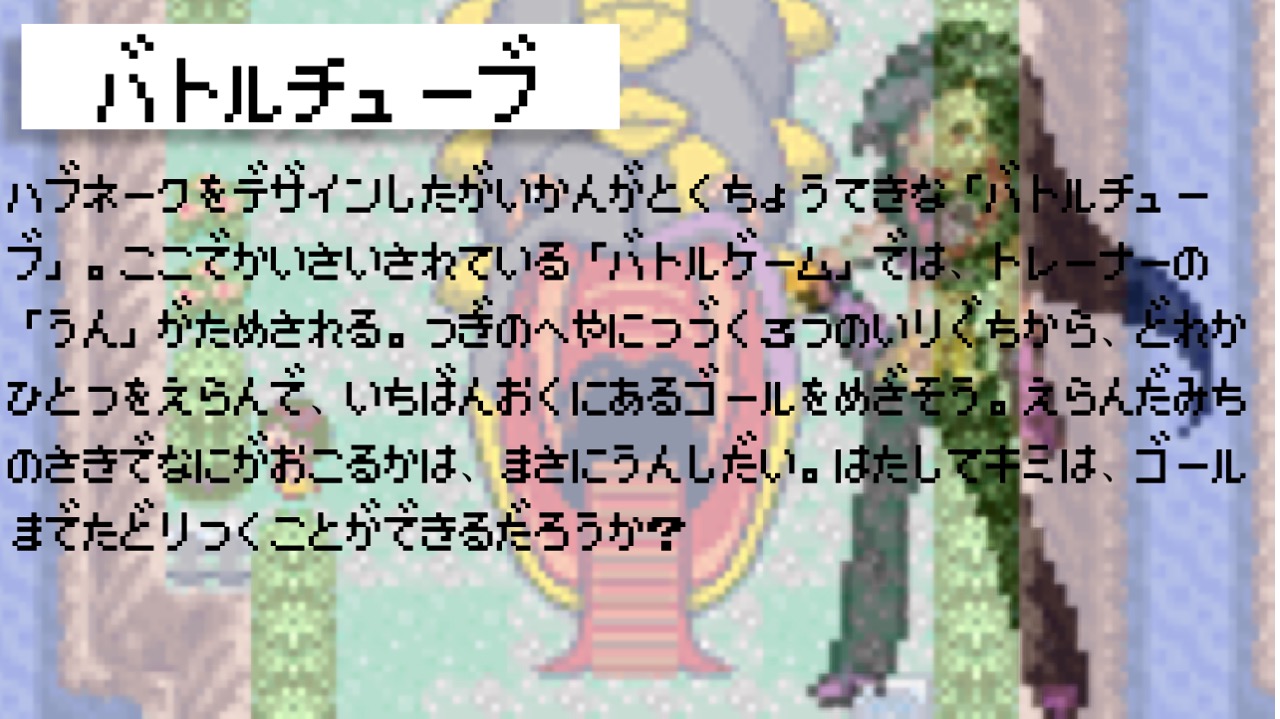 バトルチューブ
ハブネークをデザインしたがいかんがとくちょうてきな「バトルチュー
ブ」。ここでかいさいされている「バトルゲーム」では、トレーナーの
「うん」がためされる。つぎのへやにつづく3つのいりぐちから、どれか
ひとつをえらんで、いちばんおくにあるゴールをめざそう。えらんだみち
のさきでなにがおこるかは、まさにうんしだい。はたしてキミは、ゴール
までたどりつくことができるだろうか?